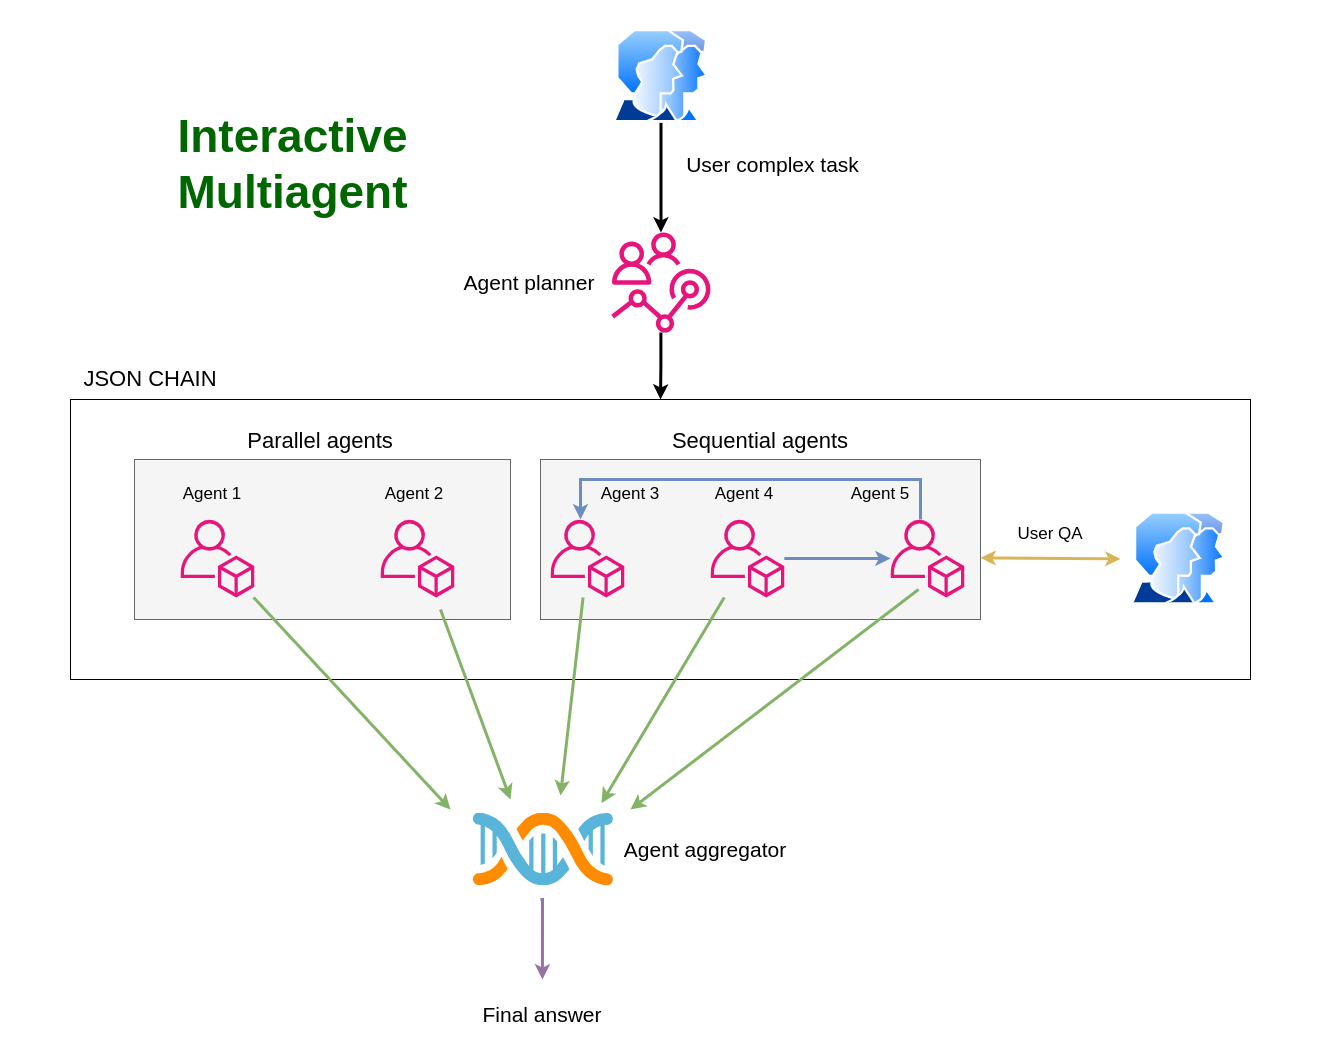 Interactive
Multiagent
User complex task
Agent planner
JSON CHAIN
Parallel agents
Sequential agents
Agent 1
Agent 2
Agent 3
Agent 4
Agent 5
User QA
Agent aggregator
Final answer